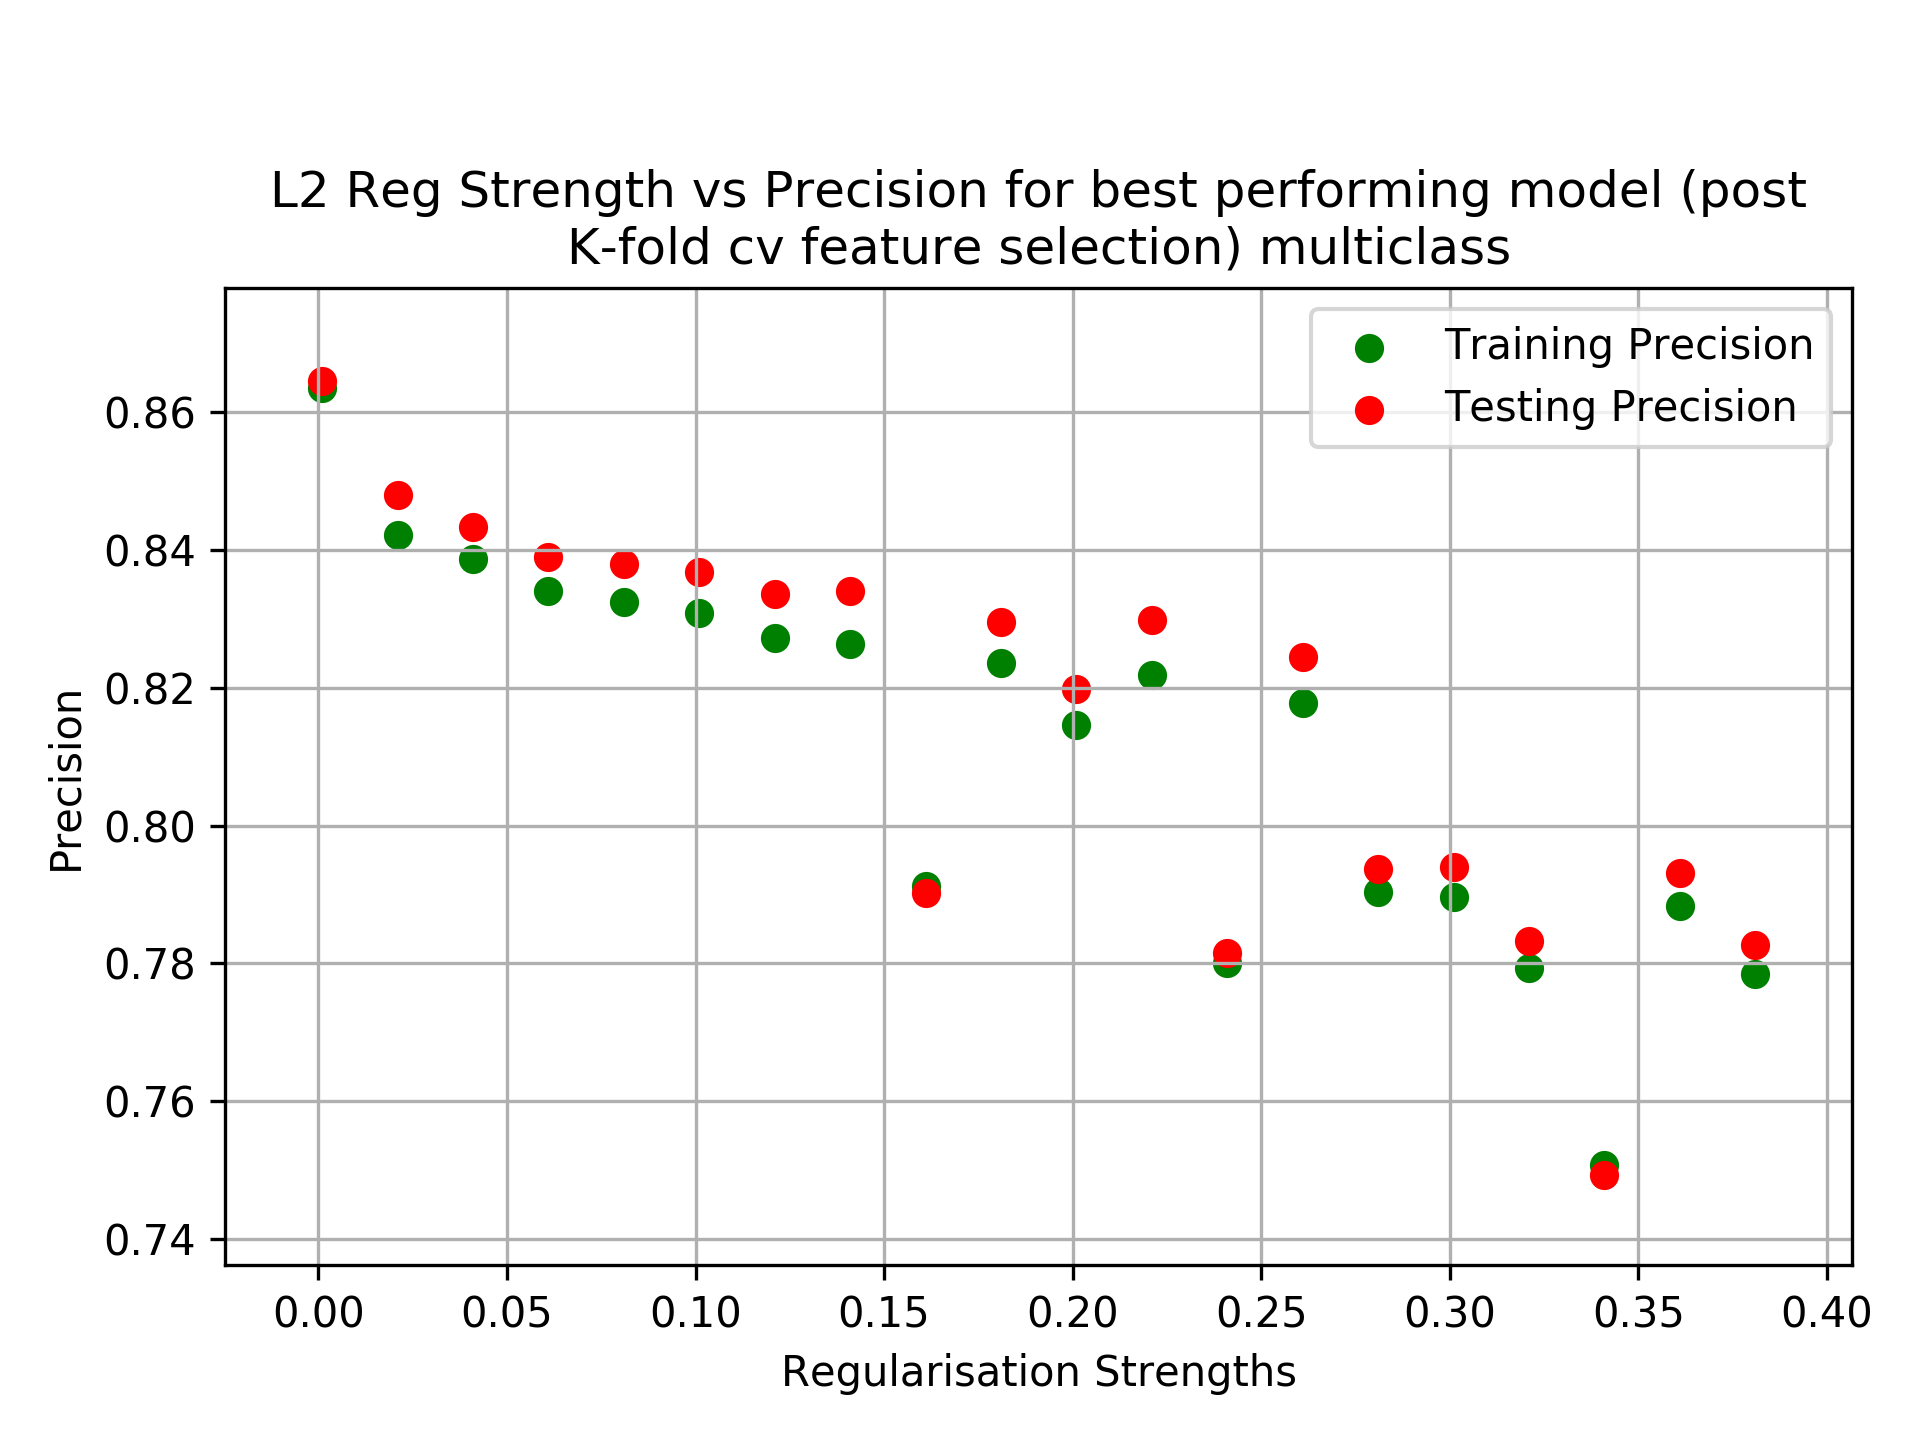 L2 Reg Strength vs Precision for best performing model (post
K-fold cv feature selection) multiclass
Training Precision
Testing Precision
Precision
0.86
0.84
0.82
0.80
0.78
0.76
0.74
0.00 0.05 0.10 0.15 0.20 0.25 0.30 0.35 0.40
Regularisation Strengths